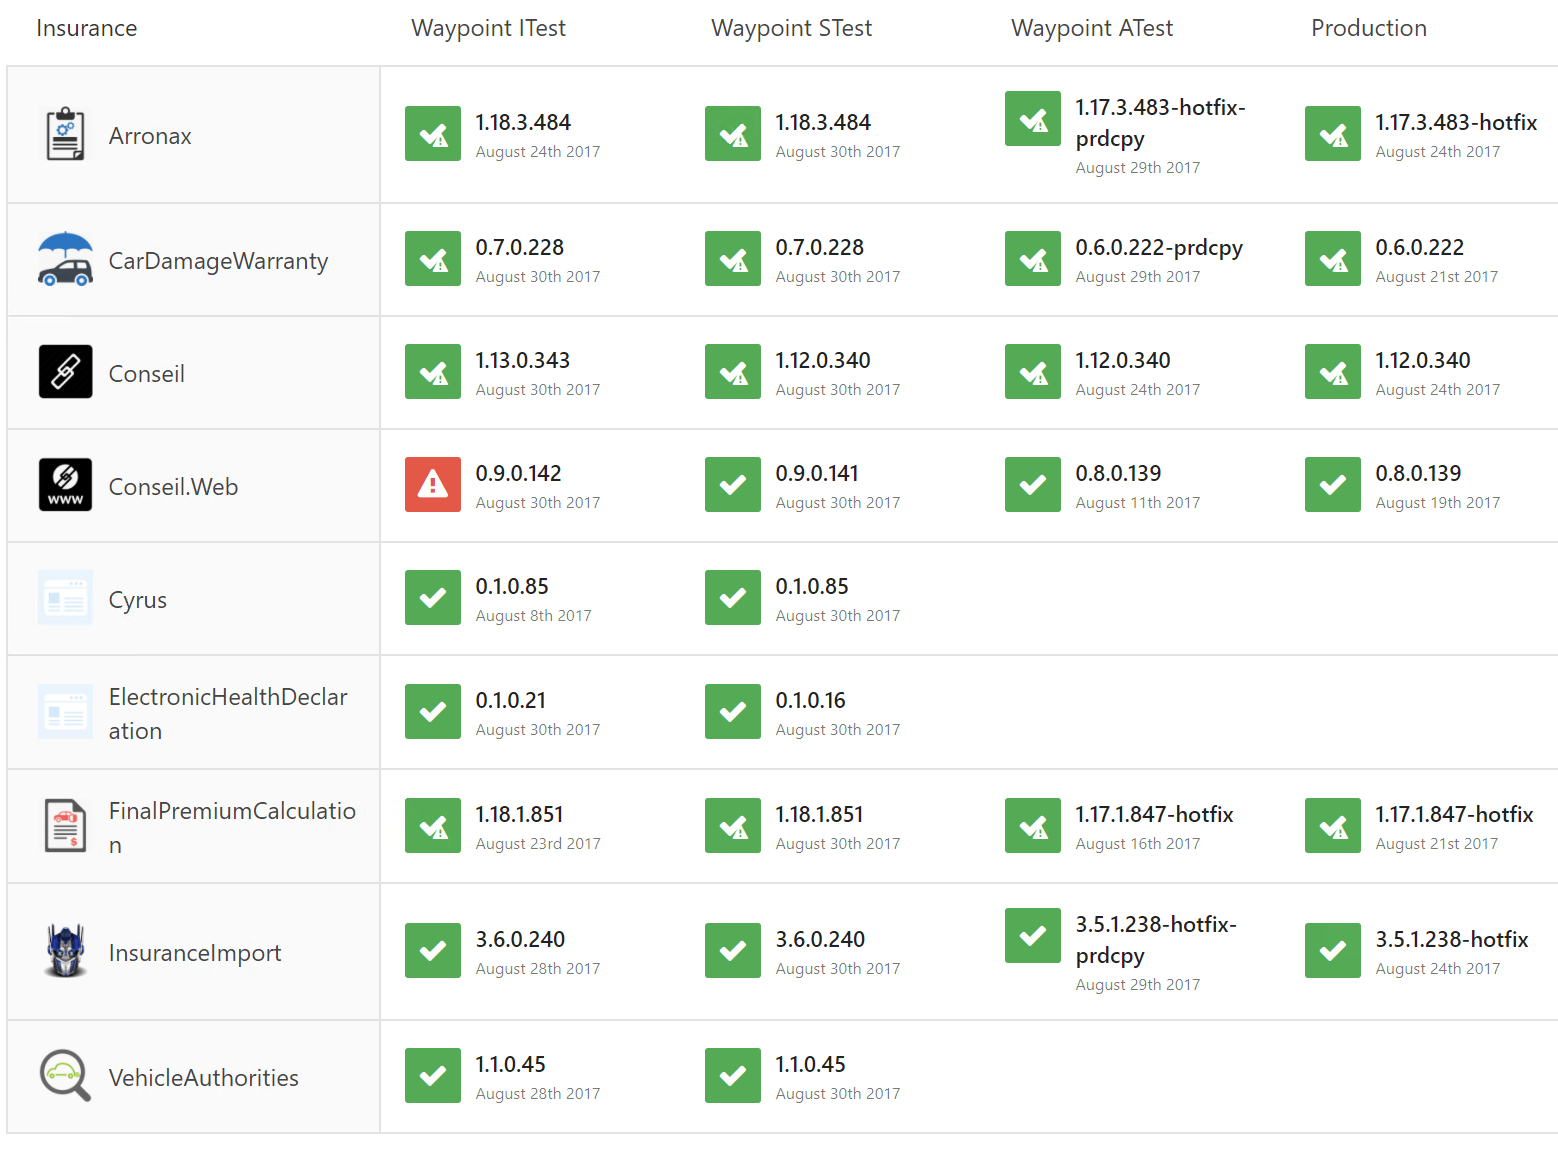 Insurance
Waypoint ITest
Waypoint STest
Waypoint ATest
Production
Arronax
1.18.3.484
August 24th 2017
1.18.3.484
August 30th 2017
1.17.3.483-hotfix-
prdcpy
August 29th 2017
1.17.3.483-hotfix
August 24th 2017
CarDamageWarranty
0.7.0.228
August 30th 2017
0.7.0.228
August 30th 2017
0.6.0.222-prdcpy
August 29th 2017
0.6.0.222
August 21st 2017
Conseil
1.13.0.343
August 30th 2017
1.12.0.340
August 30th 2017
1.12.0.340
August 24th 2017
1.12.0.340
August 24th 2017
WWW
Conseil.Web
0.9.0.142
August 30th 2017
0.9.0.141
August 30th 2017
0.8.0.139
August 11th 2017
0.8.0.139
August 19th 2017
Cyrus
0.1.0.85
August 8th 2017
0.1.0.85
August 30th 2017
ElectronicHealthDeclar
ation
0.1.0.21
August 30th 2017
0.1.0.16
August 30th 2017
$
FinalPremiumCalculatio
n
1.18.1.851
August 23rd 2017
1.18.1.851
August 30th 2017
1.17.1.847-hotfix
August 16th 2017
1.17.1.847-hotfix
August 21st 2017
InsuranceImport
3.6.0.240
August 28th 2017
3.6.0.240
August 30th 2017
3.5.1.238-hotfix-
prdcpy
August 29th 2017
3.5.1.238-hotfix
August 24th 2017
VehicleAuthorities
1.1.0.45
August 28th 2017
1.1.0.45
August 30th 2017